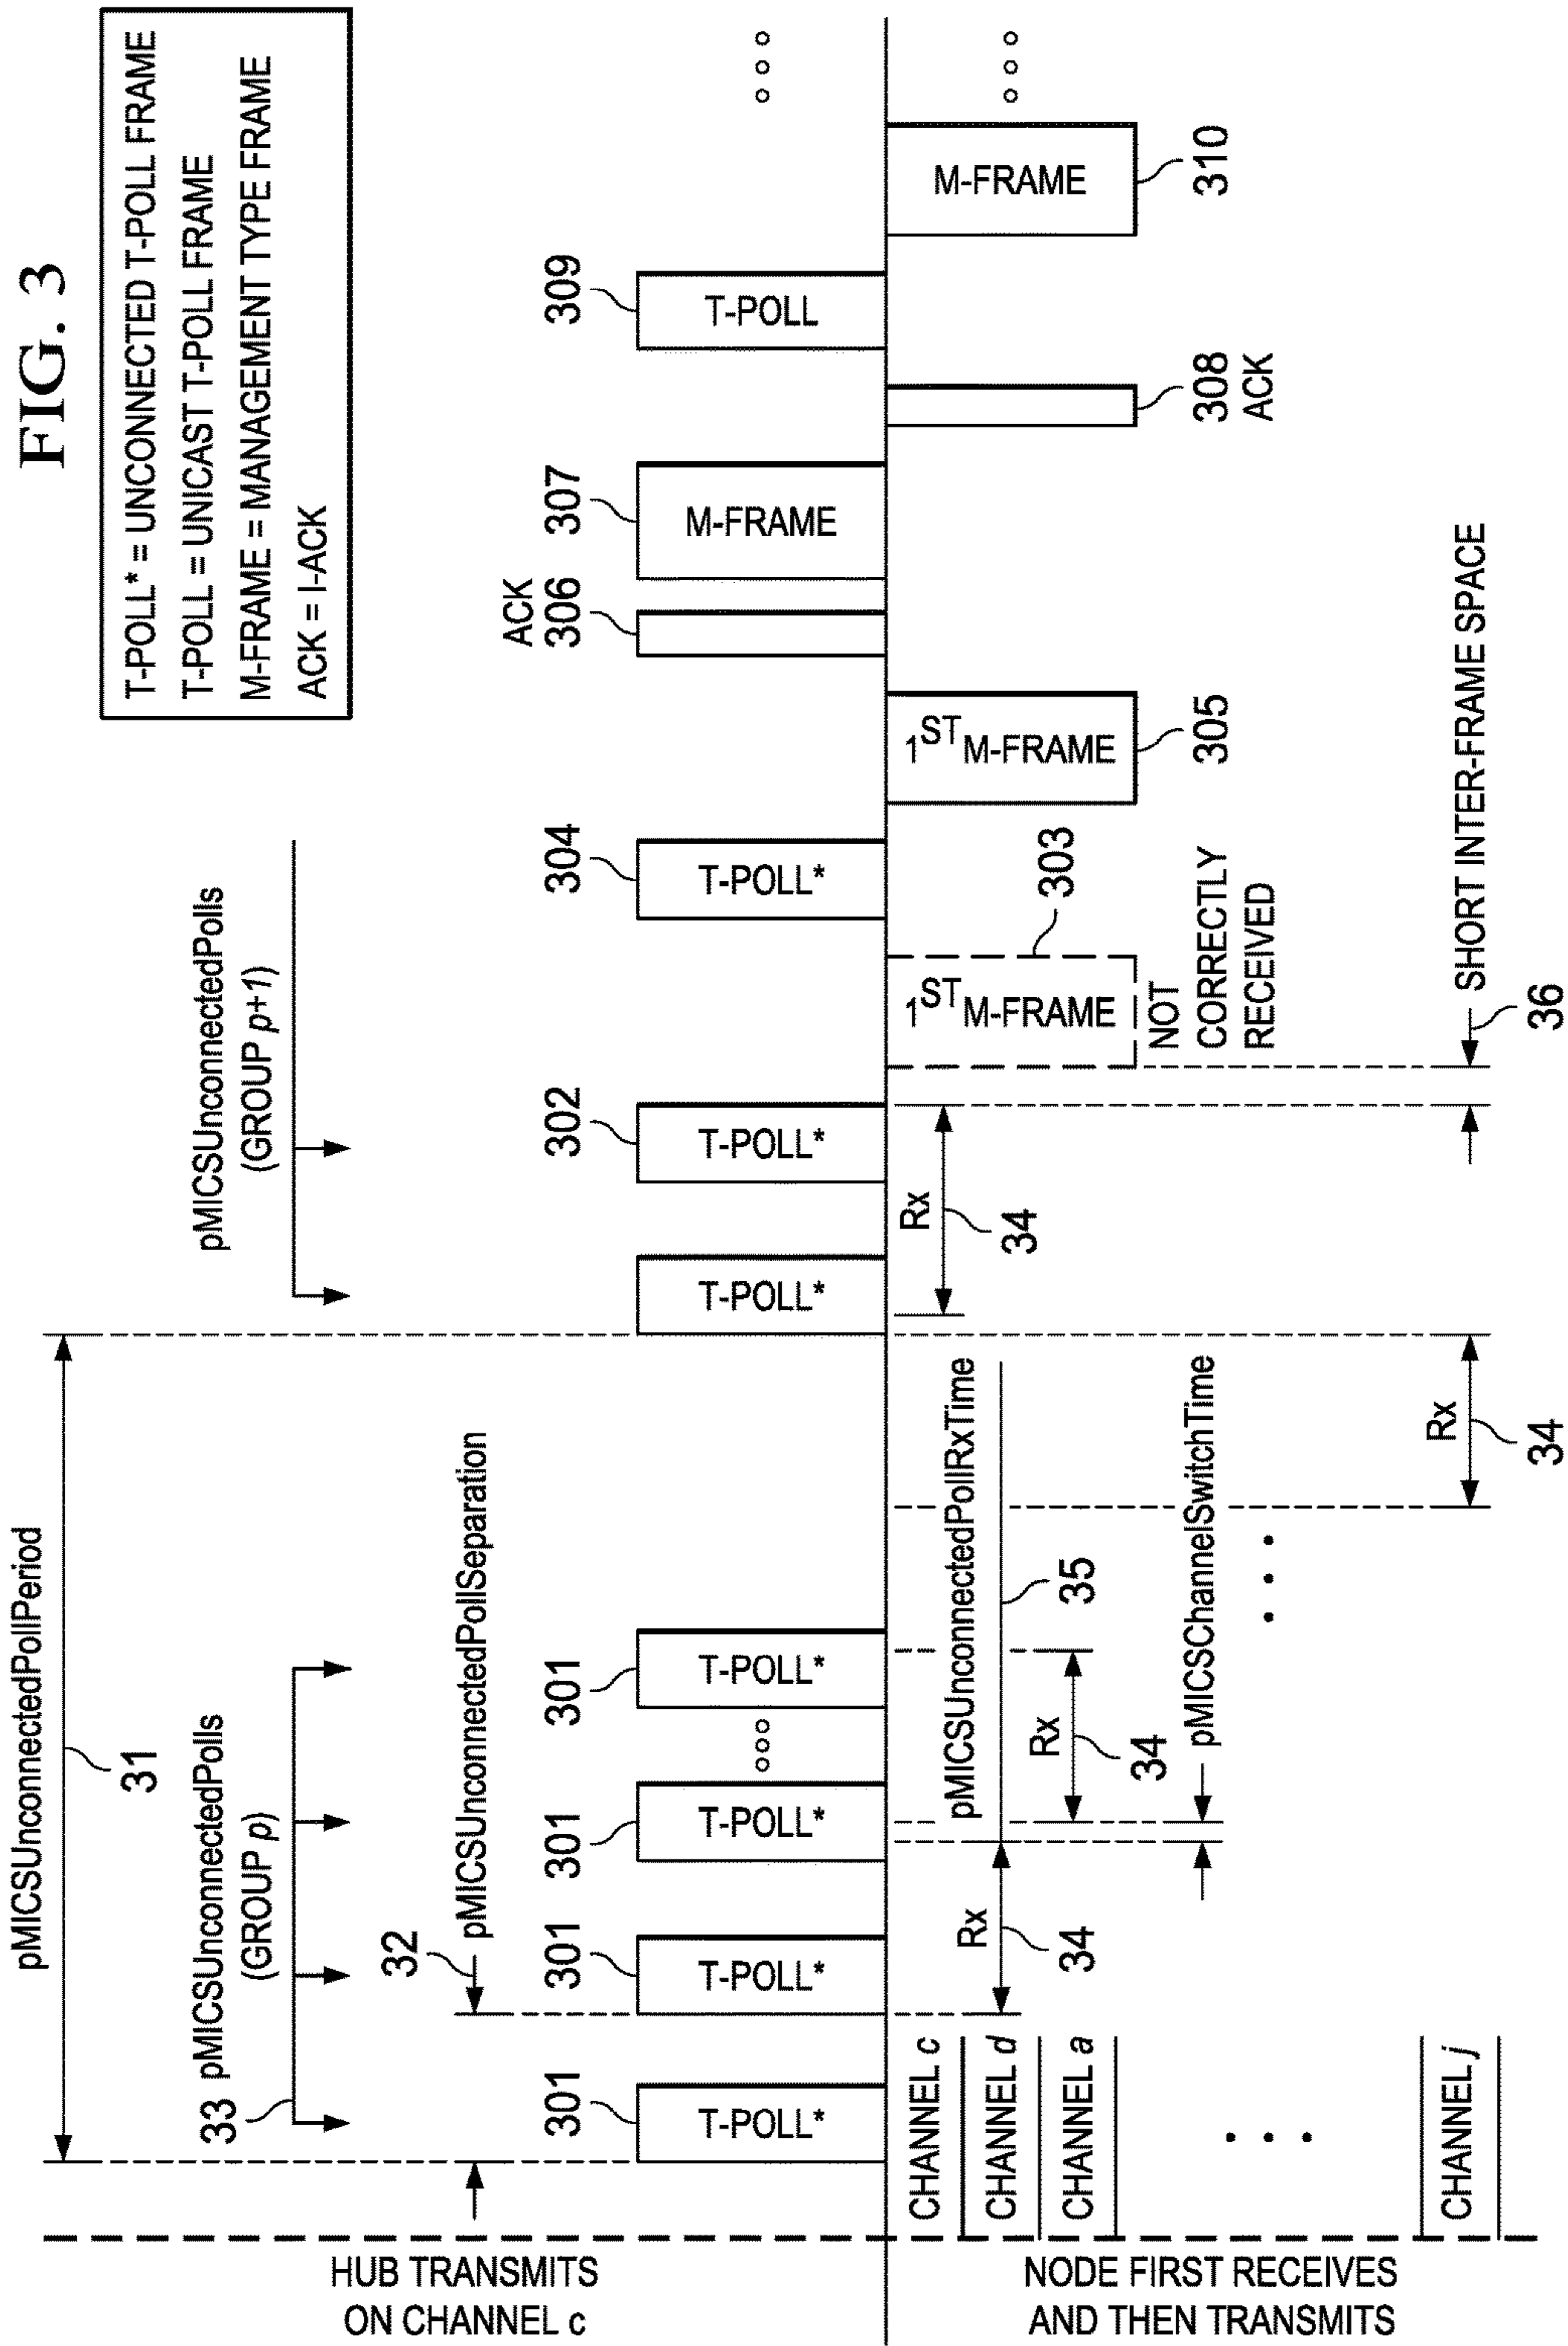 FIG. 3
T-POLL* = UNCONNECTED T-POLL FRAME
T-POLL = UNICAST T-POLL FRAME
M-FRAME = MANAGEMENT TYPE FRAME
ACK = I-ACK
pMICSUnconnectedPollPeriod
31
33
pMICSUnconnectedPolls
(GROUP p)
pMICSUnconnectedPolls
(GROUP p+1)
32
pMICSUnconnectedPollSeparation
HUB TRANSMITS
ON CHANNEL c
301
T-POLL*
301
T-POLL*
301
T-POLL*
301
T-POLL*
T-POLL*
302
T-POLL*
304
T-POLL*
ACK
306
307
M-FRAME
309
T-POLL
NODE FIRST RECEIVES
AND THEN TRANSMITS
CHANNEL c
CHANNEL d
CHANNEL a
CHANNEL j
Rx
34
pMICSUnconnectedPollRxTime
35
Rx
34
pMICSChannelSwitchTime
Rx
34
Rx
34
1ST M-FRAME
303
NOT
CORRECTLY
RECEIVED
1ST M-FRAME
305
308
ACK
M-FRAME
310
SHORT INTER-FRAME SPACE
36